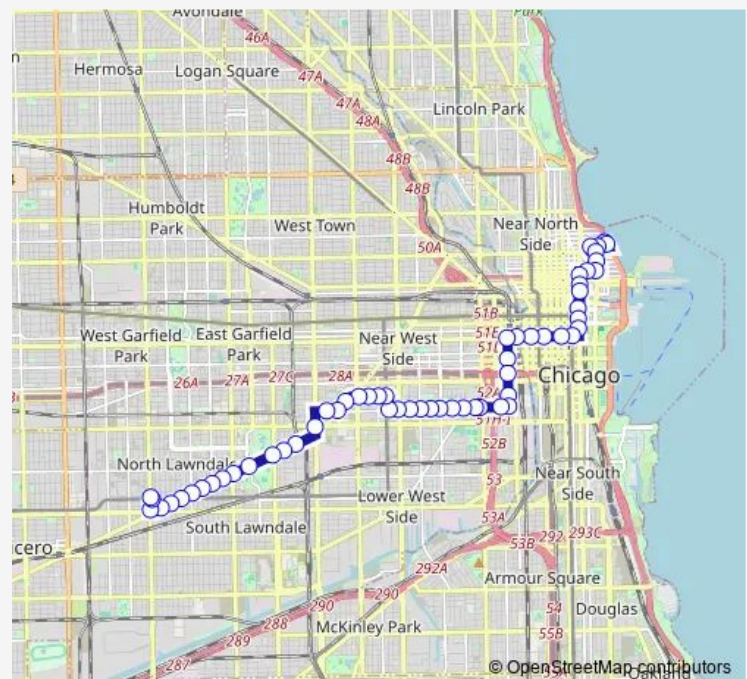 Avondale
Park
46A
Hermosa
Logan Square
47A
47A
48A
Lincoln Park
48B
48B
Humboldt
Park
West Town
Near North
Side
50A
51B
West Garfield
Park
East Garfield
Park
Near West
Side
51E
26A
27A
27C
28A
Chicago
52A
51H-I
52B
North Lawndale
53
Near South
Side
Lower West
Side
South Lawndale
53A
53B
292
293C
cero
292A
Armour Square
290
290
54
Douglas
288
289
McKinley Park
55B
287
© OpenStreetMap contributors
Oakland